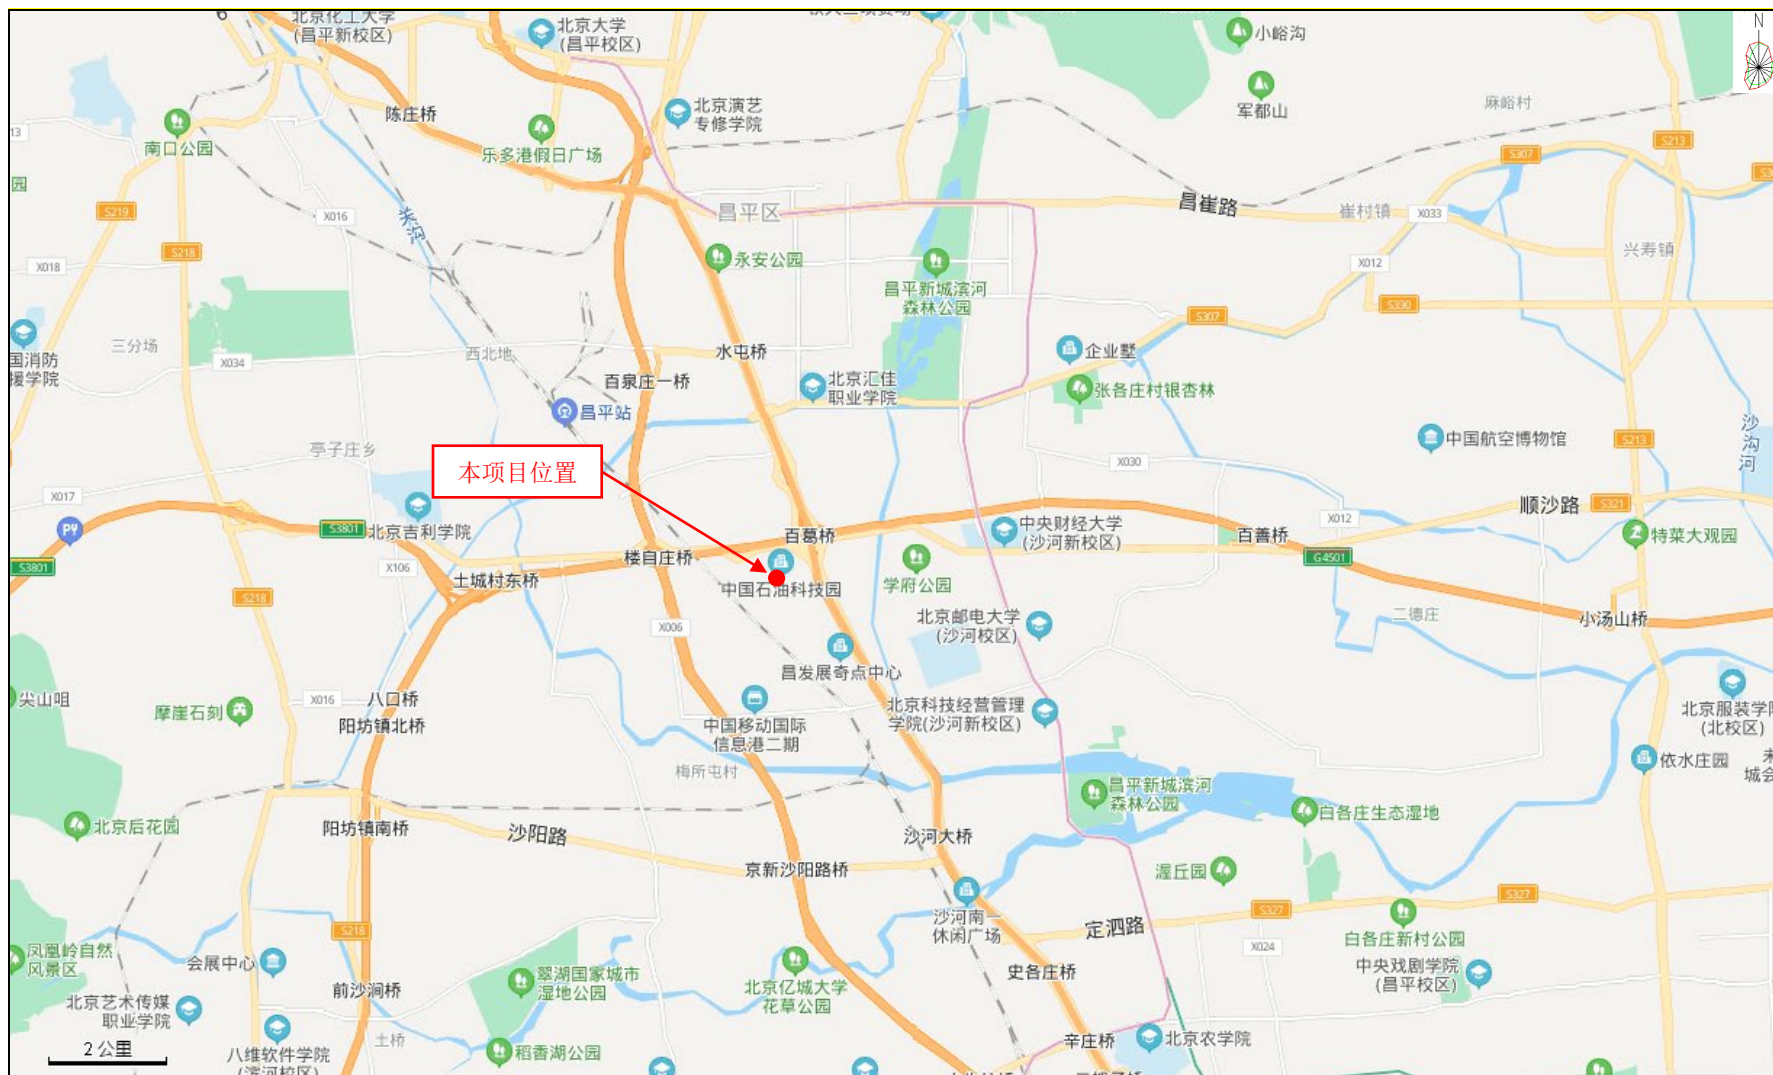 6
北京化工大学
(昌平新校区)
北京大学
(昌平校区)
小峪沟
N
13
陈庄桥
北京演艺
专修学院
军都山
麻峪村
南口公园
乐多港假日广场
S307
S213
园
S219
X016
关沟
昌平区
昌崔路
崔村镇
X033
S218
X018
永安公园
昌平新城滨河
森林公园
X012
兴寿镇
S330
S307
国消防
援学院
三分场
X034
西北地
水屯桥
企业墅
百泉庄一桥
北京汇佳
职业学院
张各庄村银杏林
昌平站
沙沟河
中国航空博物馆
S213
亭子庄乡
本项目位置
X030
X017
S3801
北京吉利学院
百葛桥
中央财经大学
(沙河新校区)
百善桥
X012
顺沙路
S321
特菜大观园
S3801
X106
土城村东桥
楼自庄桥
中国石油科技园
学府公园
G4501
S218
X006
北京邮电大学
(沙河校区)
二德庄
小汤山桥
昌发展奇点中心
尖山咀
摩崖石刻
X016
八口桥
阳坊镇北桥
中国移动国际
信息港二期
北京科技经营管理
学院(沙河新校区)
北京服装学院
(北校区)
梅所屯村
依水庄园
城会
昌平新城滨河
森林公园
白各庄生态湿地
北京后花园
阳坊镇南桥
沙阳路
沙河大桥
京新沙阳路桥
渥丘园
S327
S327
沙河南一
休闲广场
定泗路
S218
X024
白各庄新村公园
凤凰岭自然
风景区
会展中心
翠湖国家城市
湿地公园
北京亿城大学
花草公园
史各庄桥
中央戏剧学院
(昌平校区)
前沙涧桥
北京艺术传媒
职业学院
土桥
辛庄桥
北京农学院
2公里
八维软件学院
(滨河校区)
稻香湖公园